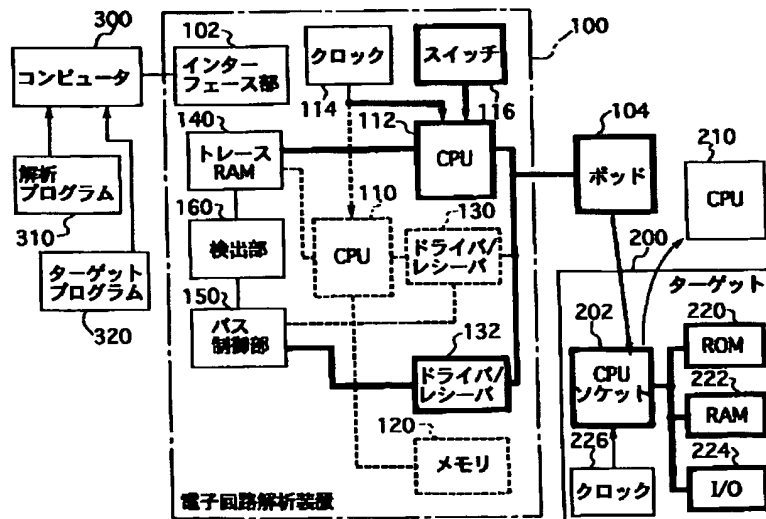 300
コンピュータ
102
インター
フェース部
クロック
114
スイッチ
116
100
140
トレース
RAM
112
CPU
104
ポッド
210
CPU
解析
プログラム
310
160
検出部
110
CPU
130
ドライバ/
レシーバ
ターゲット
プログラム
320
150
バス
制御部
132
ドライバ/
レシーバ
200
ターゲット
202
CPU
ソケット
220
ROM
222
RAM
224
I/O
226
クロック
120
メモリ
電子回路解析装置